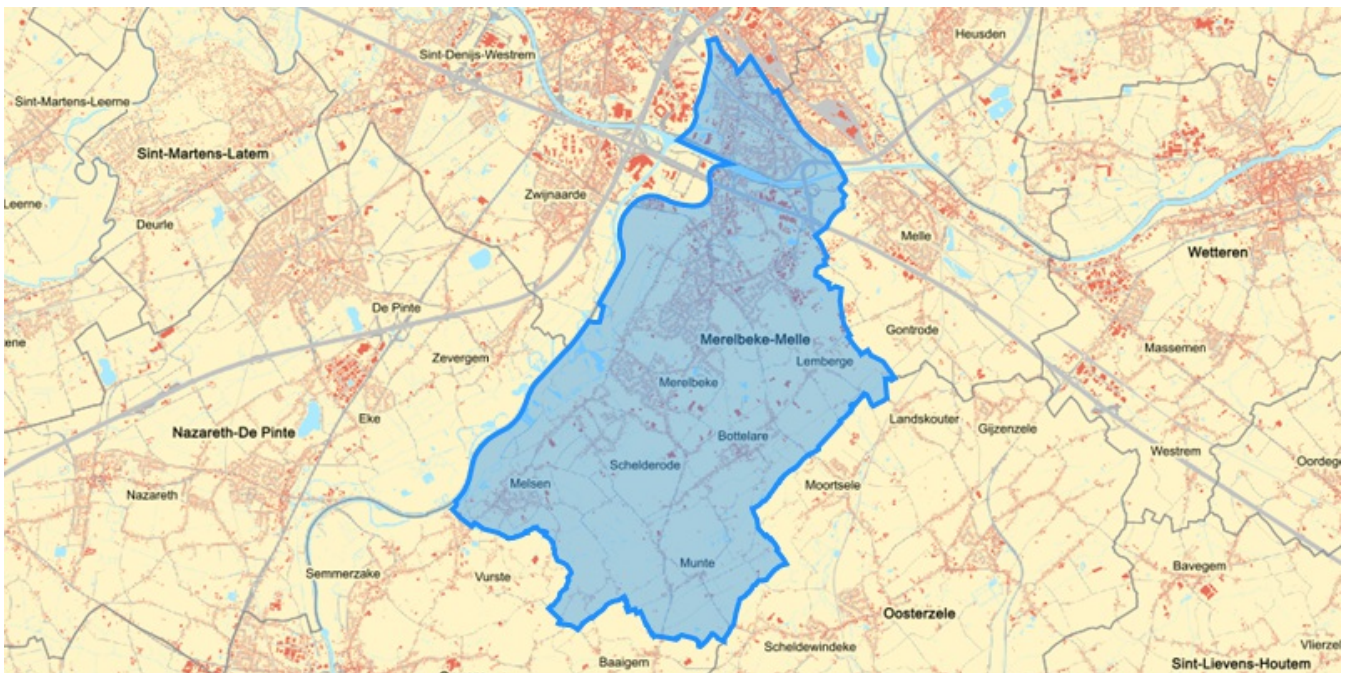 Heusden
Sint-Denijs-Westrem
Sint-Martens-Leerne
Sint-Martens-Latem
Zwijnaarde
Leerne
Deurle
Melle
Wetteren
De Pinte
Gontrode
ene
Merelbeke-Melle
Massemen
Zevergem
Lemberge
Merelbeke
Eke
Landskouter
Gijzenzele
Nazareth-De Pinte
Bottelare
Westrem
Schelderode
Oordege
Melsen
Moortsele
Nazareth
Munte
Semmerzake
Vurste
Bavegem
Oosterzele
Scheldewindeke
Vlierzel
Baaigem
Sint-Lievens-Houtem